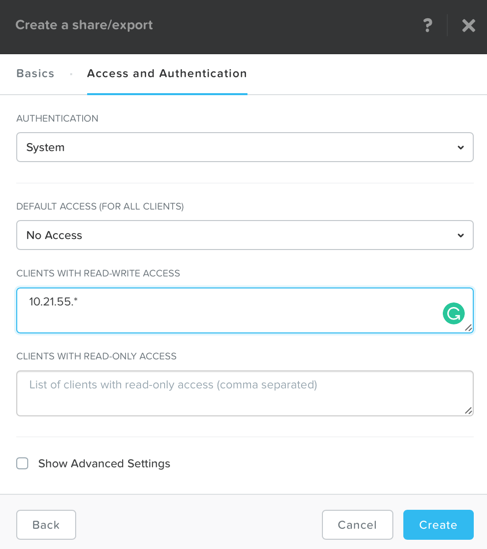 Create a share/export
?
Basics · Access and Authentication
AUTHENTICATION
System
DEFAULT ACCESS (FOR ALL CLIENTS)
No Access
CLIENTS WITH READ-WRITE ACCESS
10.21.55.*
CLIENTS WITH READ-ONLY ACCESS
List of clients with read-only access (comma separated)
Show Advanced Settings
Back
Cancel
Create